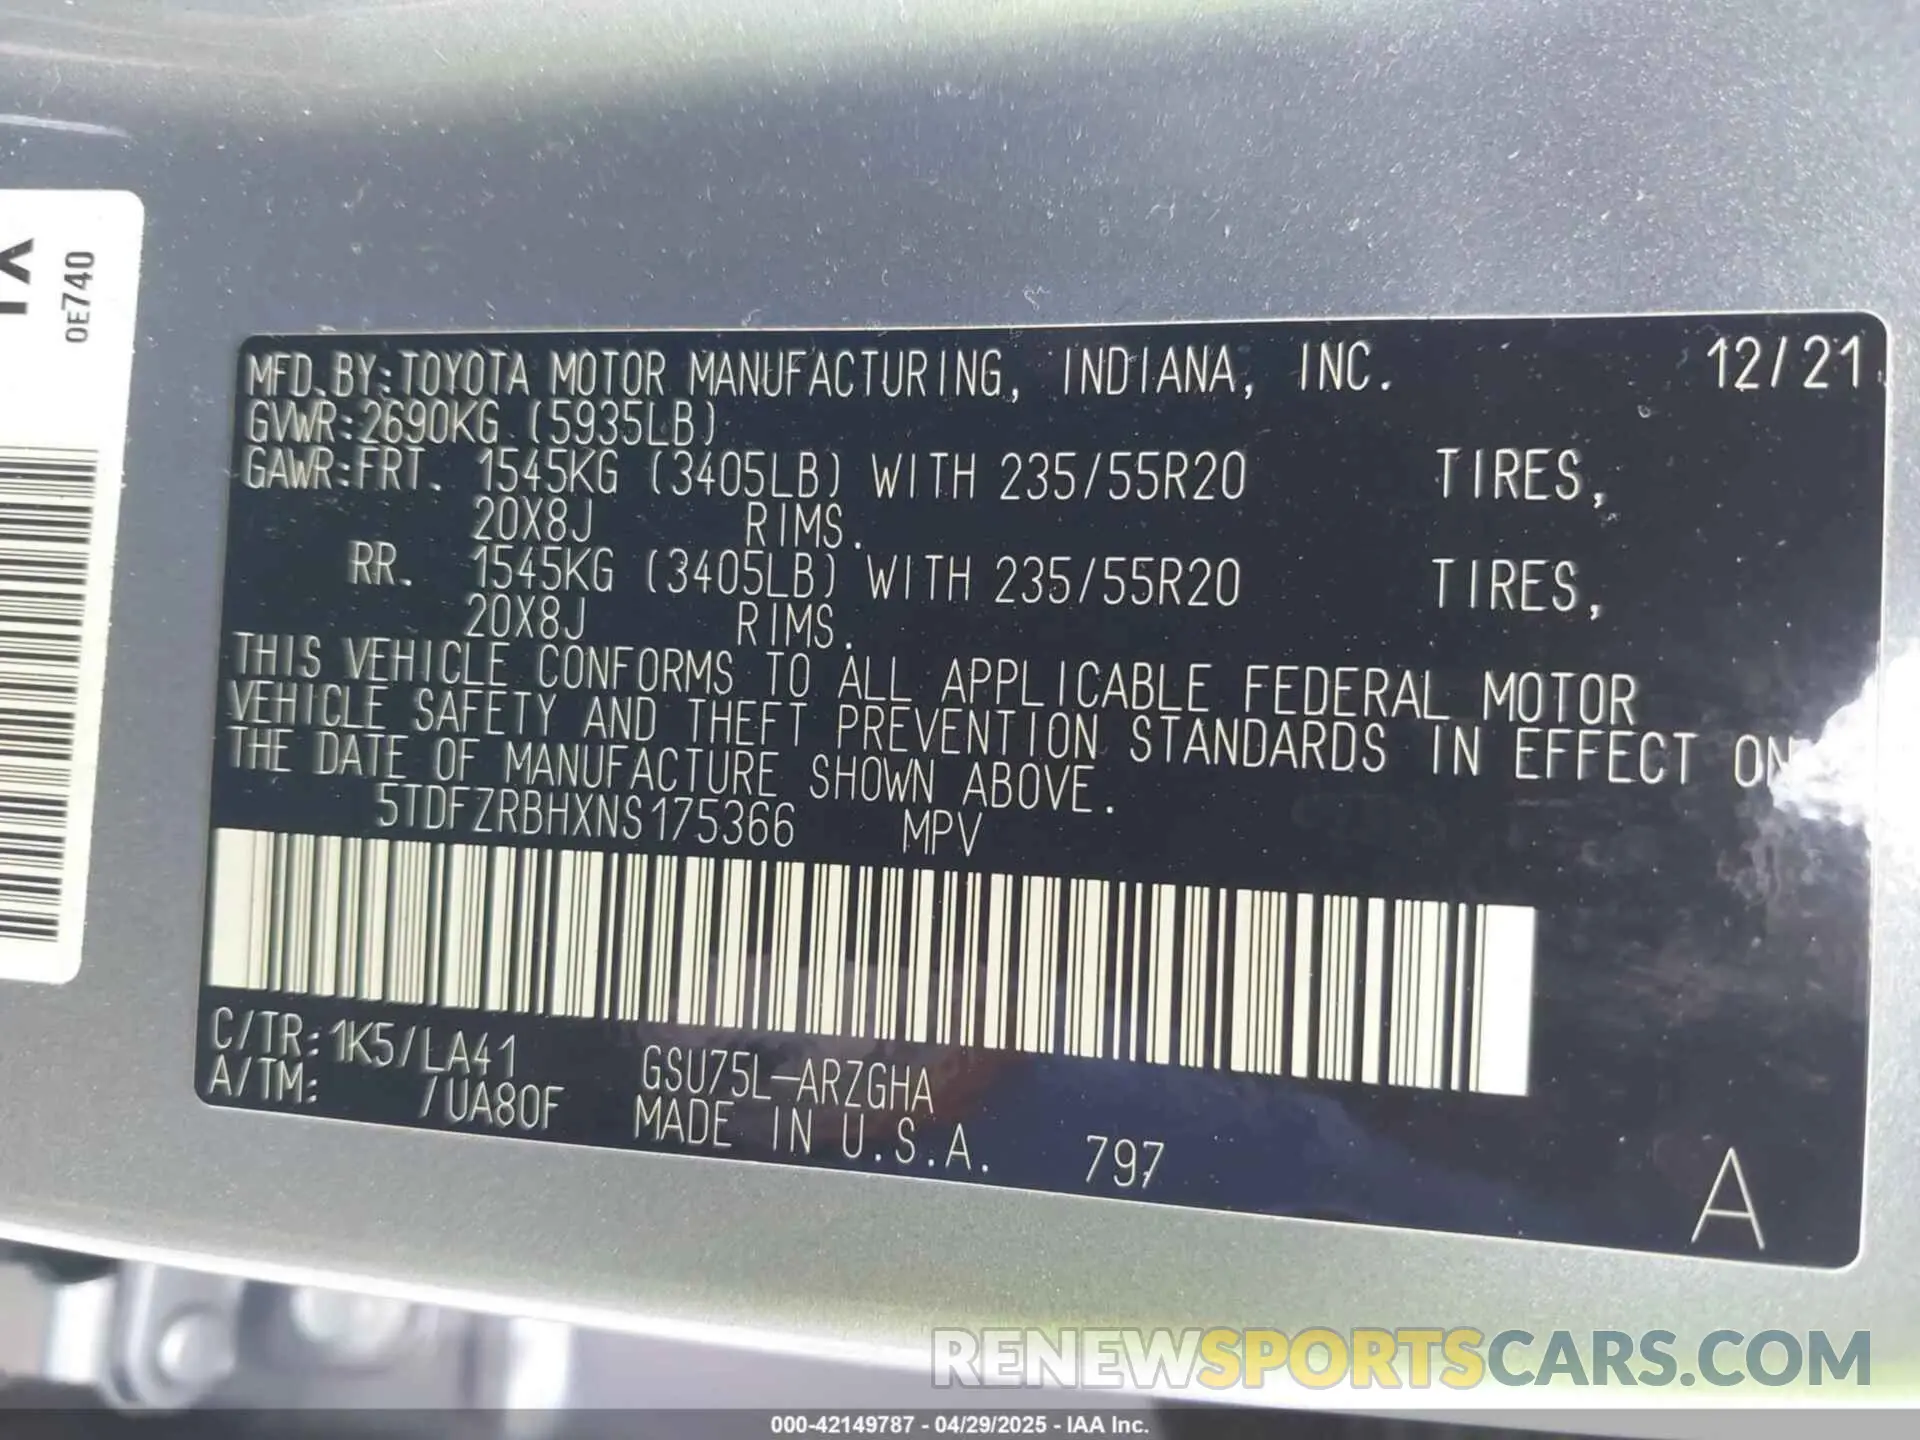 0E740
MFD.BY:TOYOTA MOTOR MANUFACTURING, INDIANA, INC. 12/21
GVWR:2690KG (5935LB)
GAWR:FRT. 1545KG (3405LB) WITH 235/55R20 TIRES,
20X8J RIMS.
RR. 1545KG (3405LB) WITH 235/55R20 TIRES,
20X8J RIMS.
THIS VEHICLE CONFORMS TO ALL APPLICABLE FEDERAL MOTOR
VEHICLE SAFETY AND THEFT PREVENTION STANDARDS IN EFFECT ON
THE DATE OF MANUFACTURE SHOWN ABOVE.
5TDFZRBHXNS175366 MPV
C/TR:1K5/LA41 GSU75L-ARZGHA
A/TM: /UA80F MADE IN U.S.A. 797
A
RENEWSPORTSCARS.COM
000-42149787 - 04/29/2025 - IAA Inc.